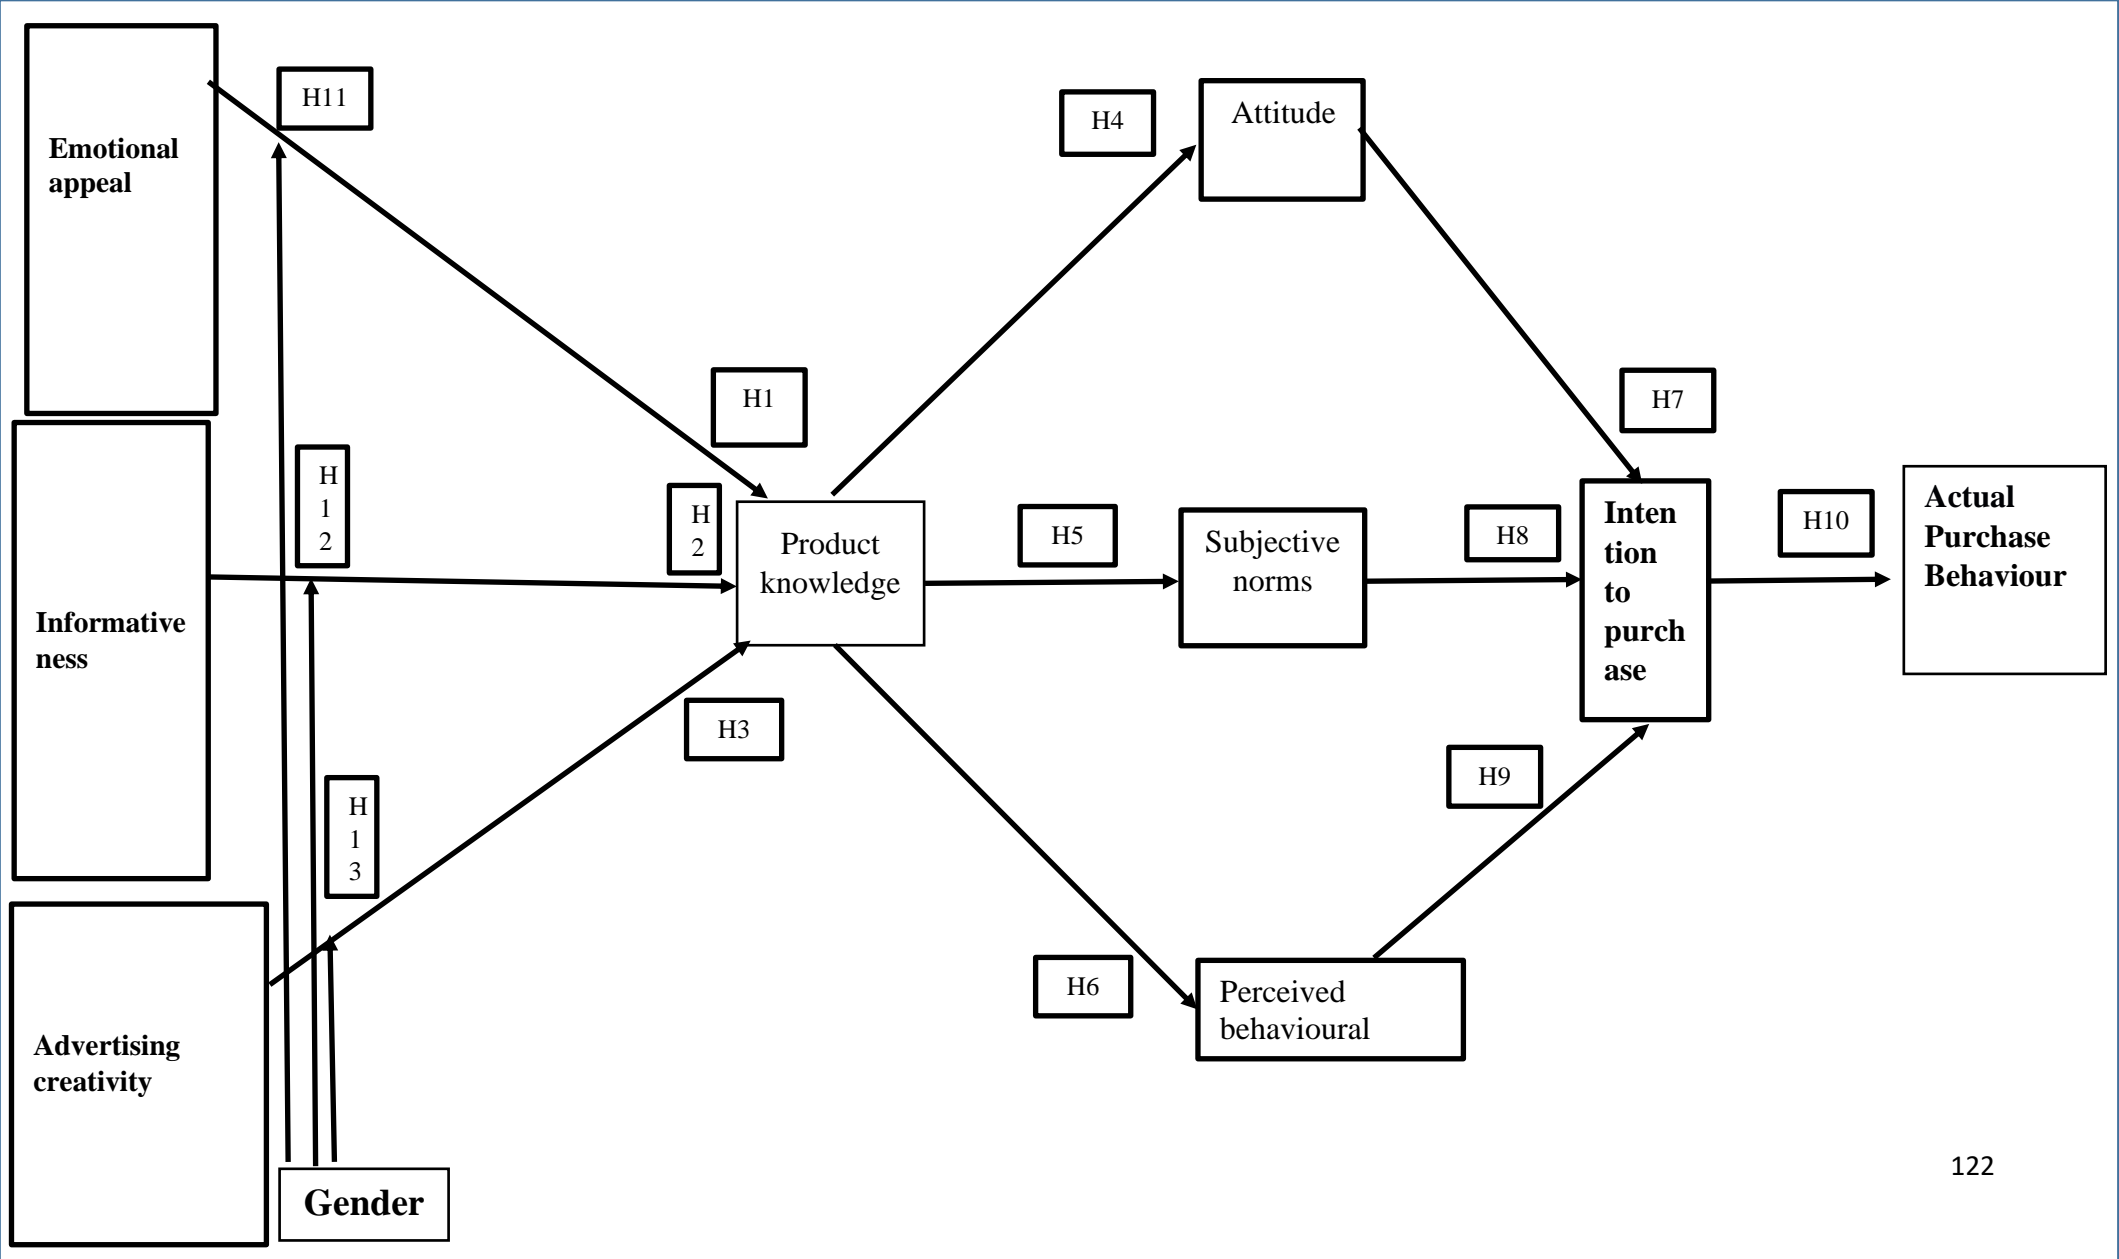 Emotional
appeal
H11
H4
Attitude
H1
H7
Informative
ness
H
1
2
H
2
Product
knowledge
H5
Subjective
norms
H8
Inten
tion
to
purch
ase
H10
Actual
Purchase
Behaviour
H3
H9
H
1
3
Advertising
creativity
H6
Perceived
behavioural
Gender
122